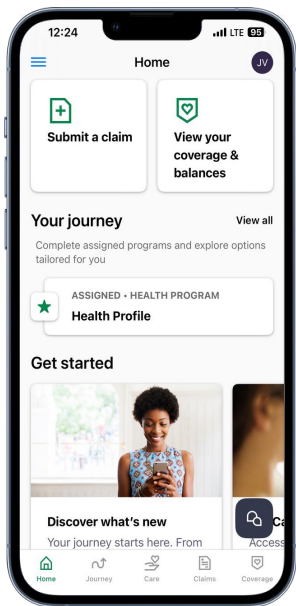 12:24
LTE 95
Home
JV
Submit a claim
View your
coverage &
balances
Your journey
View all
Complete assigned programs and explore options
tailored for you
ASSIGNED • HEALTH PROGRAM
Health Profile
Get started
Discover what's new
Your journey starts here. From
Ca
Access
Home
Journey
Care
Claims
Coverage